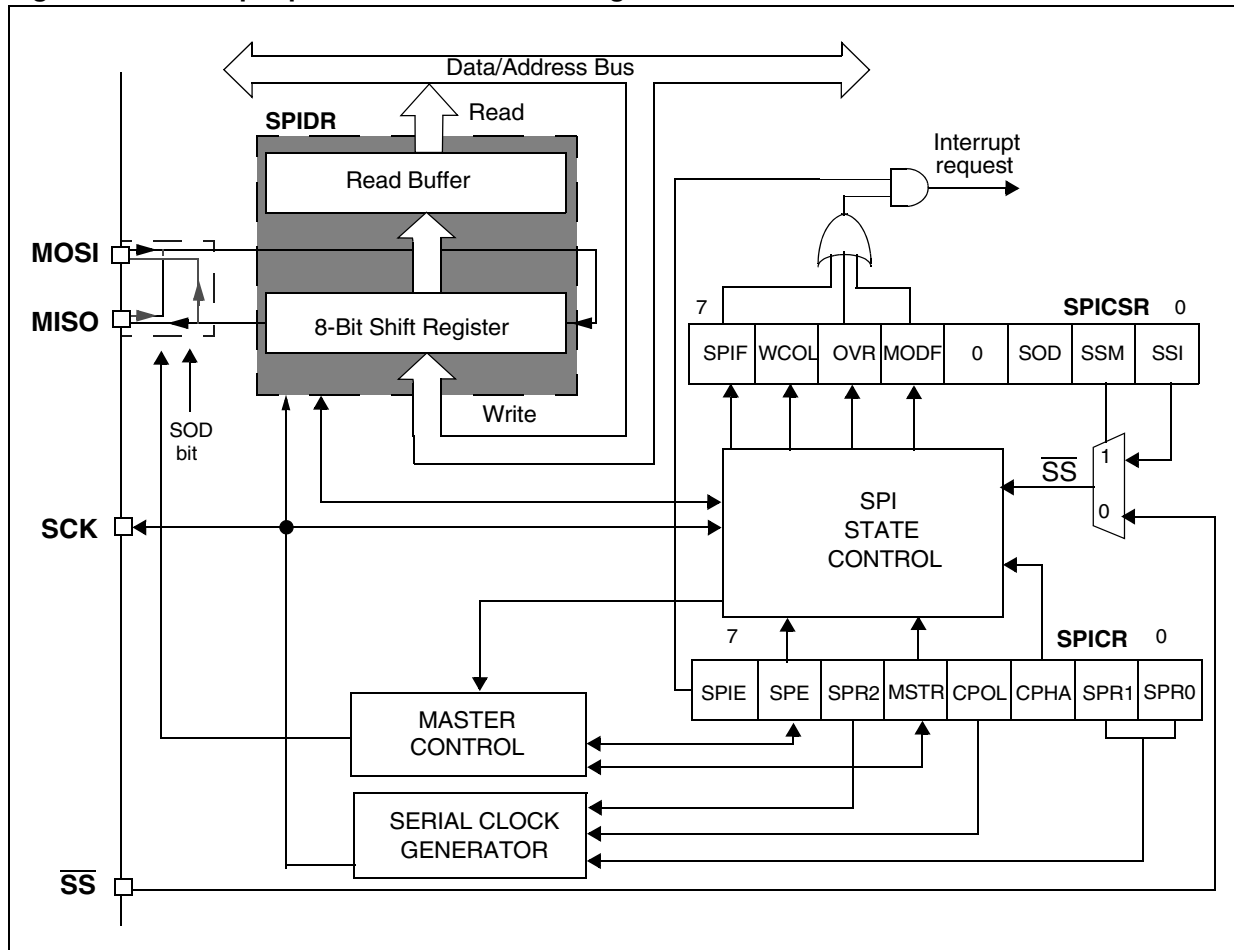 Data/Address Bus
SPIDR
Read
Read Buffer
Interrupt
request
MOSI
MISO
8-Bit Shift Register
7
SPICSR
0
SPIF WCOL OVR MODF 0 SOD SSM SSI
Write
SOD
bit
1
SS
0
SPI
STATE
CONTROL
SCK
7
SPICR
0
SPIE SPE SPR2 MSTR CPOL CPHA SPR1 SPR0
MASTER
CONTROL
SERIAL CLOCK
GENERATOR
SS